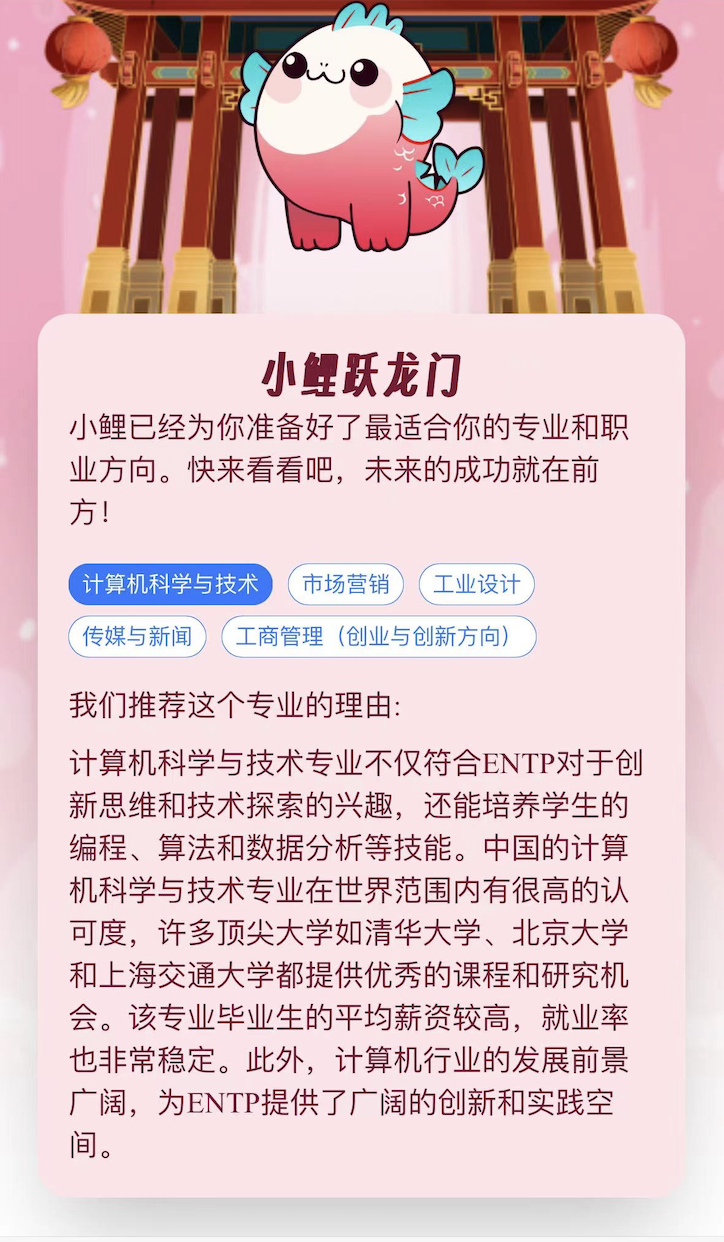 小鲤跃龙门
小鲤已经为你准备好了最适合你的专业和职
业方向。快来看看吧，未来的成功就在前
方！
计算机科学与技术 市场营销 工业设计
传媒与新闻 工商管理（创业与创新方向）
我们推荐这个专业的理由:
计算机科学与技术专业不仅符合ENTP对于创
新思维和技术探索的兴趣，还能培养学生的
编程、算法和数据分析等技能。中国的计算
机科学与技术专业在世界范围内有很高的认
可度，许多顶尖大学如清华大学、北京大学
和上海交通大学都提供优秀的课程和研究机
会。该专业毕业生的平均薪资较高，就业率
也非常稳定。此外，计算机行业的发展前景
广阔，为ENTP提供了广阔的创新和实践空
间。